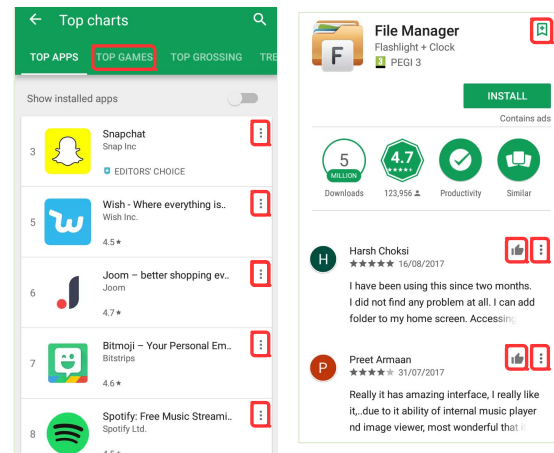 Top charts
TOP APPS TOP GAMES TOP GROSSING TRE
Show installed apps
3
Snapchat
Snap Inc
EDITORS' CHOICE
5
Wish - Where everything is..
Wish Inc.
4.5★
6
Joom – better shopping ev..
Joom
4.7★
7
Bitmoji – Your Personal Em..
Bitstrips
4.6★
8
Spotify: Free Music Streami..
Spotify Ltd.
F
File Manager
Flashlight + Clock
3 PEGI 3
INSTALL
Contains ads
5
MILLION
4.7
Downloads 123,956 Productivity Similar
H
Harsh Choksi
★★★★★ 16/08/2017
I have been using this since two months.
I did not find any problem at all. I can add
folder to my home screen. Accessing
P
Preet Armaan
★★★★★ 31/07/2017
Really it has amazing interface, I really like
it,..due to it ability of internal music player
nd image viewer, most wonderful that i